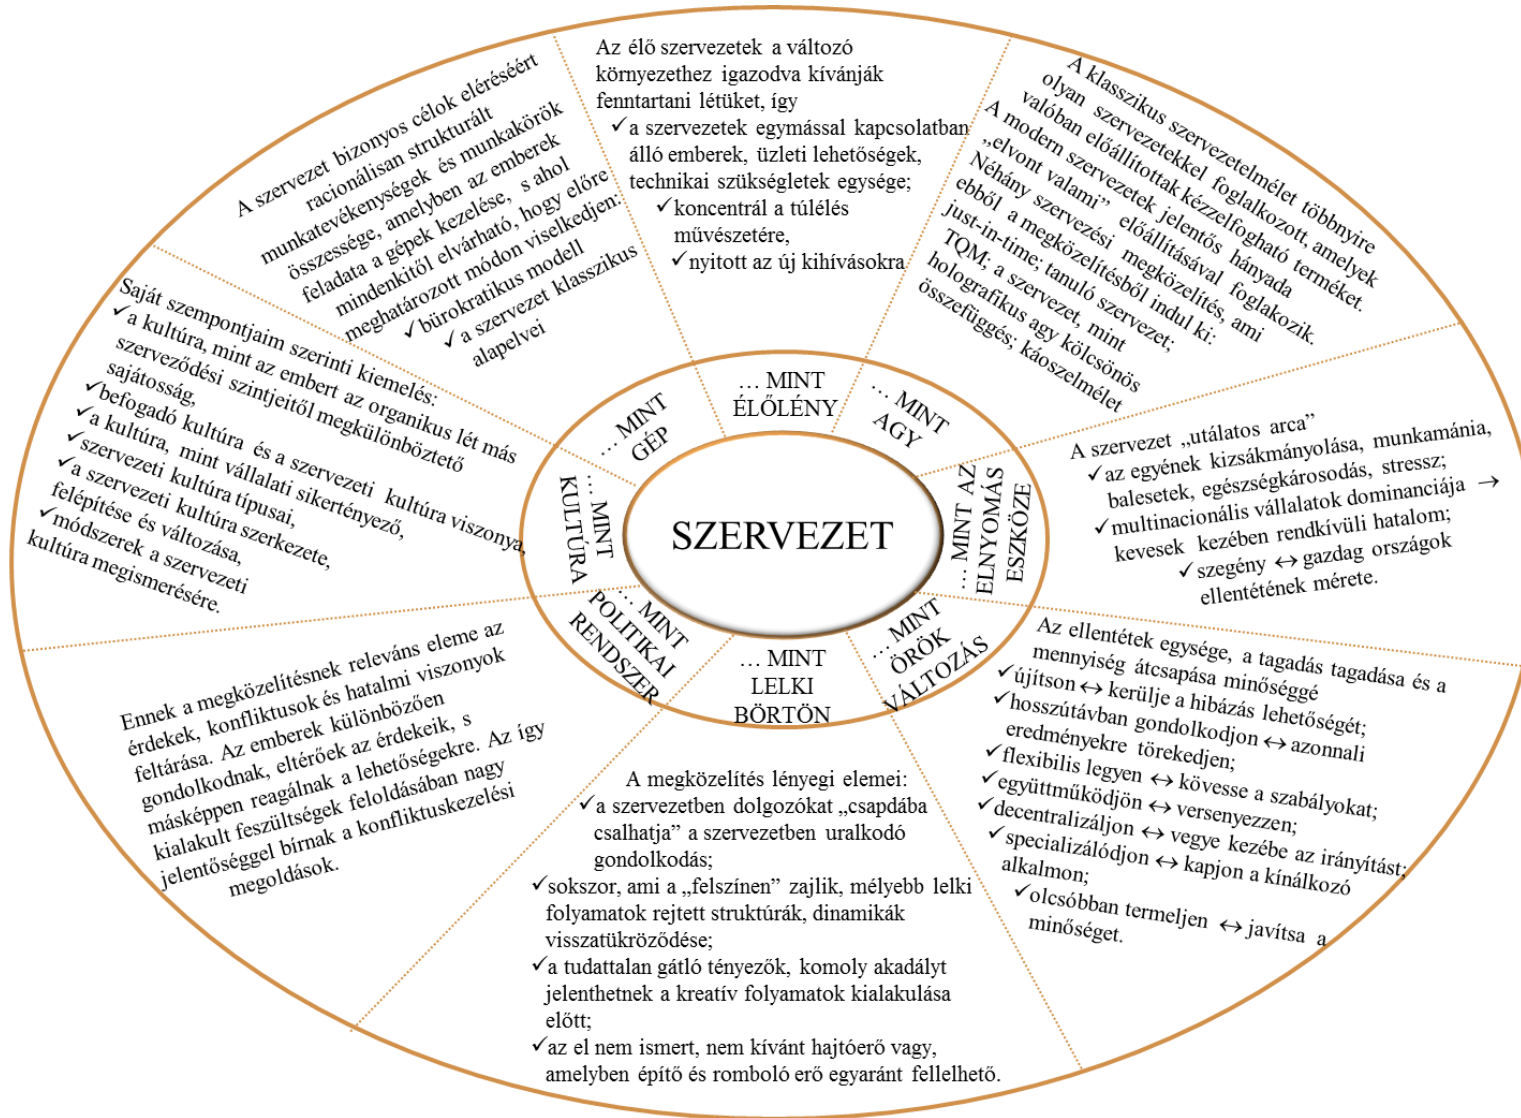 SZERVEZET
… MINT
GÉP
A szervezet bizonyos célok eléréséért
racionálisan strukturált
munkatevékenységek és munkakörök
összessége, amelyben az emberek
feladata a gépek kezelése, s ahol
mindenkitől elvárható, hogy előre
meghatározott módon viselkedjen:
✓bürokratikus modell
✓a szervezet klasszikus
alapelvei
… MINT
ÉLŐLÉNY
Az élő szervezetek a változó
környezethez igazodva kívánják
fenntartani létüket, így
✓a szervezetek egymással kapcsolatban
álló emberek, üzleti lehetőségek,
technikai szükségletek egysége;
✓koncentrál a túlélés
művészetére,
✓nyitott az új kihívásokra
… MINT
AGY
A klasszikus szervezetelmélet többnyire
olyan szervezetekkel foglalkozott, amelyek
valóban előállítottak kézzelfogható terméket.
A modern szervezetek jelentős hányada
„elvont valami” előállításával foglakozik.
Néhány szervezési megközelítés, ami
ebből a megközelítésből indul ki:
just-in-time; tanuló szervezet;
TQM; a szervezet, mint
holografikus agy kölcsönös
összefüggés; káoszelmélet
… MINT AZ
ELNYOMÁS
ESZKÖZE
A szervezet „utálatos arca”
✓az egyének kizsákmányolása, munkamánia,
balesetek, egészségkárosodás, stressz;
✓multinacionális vállalatok dominanciája →
kevesek kezében rendkívüli hatalom;
✓szegény ↔ gazdag országok
ellentétének mérete.
… MINT
ÖRÖK
VÁLTOZÁS
Az ellentétek egysége, a tagadás tagadása és a
mennyiség átcsapása minőséggé
✓újítson ↔ kerülje a hibázás lehetőségét;
✓hosszútávban gondolkodjon ↔ azonnali
eredményekre törekedjen;
✓flexibilis legyen ↔ kövesse a szabályokat;
✓együttműködjön ↔ versenyezzen;
✓decentralizáljon ↔ vegye kezébe az irányítást;
✓specializálódjon ↔ kapjon a kínálkozó
alkalmon;
✓olcsóbban termeljen ↔ javítsa a
minőséget.
… MINT
LELKI
BÖRTÖN
A megközelítés lényegi elemei:
✓a szervezetben dolgozókat „csapdába
csalhatja” a szervezetben uralkodó
gondolkodás;
✓sokszor, ami a „felszínen” zajlik, mélyebb lelki
folyamatok rejtett struktúrák, dinamikák
visszatükröződése;
✓a tudattalan gátló tényezők, komoly akadályt
jelenthetnek a kreatív folyamatok kialakulása
előtt;
✓az el nem ismert, nem kívánt hajtóerő vagy,
amelyben építő és romboló erő egyaránt fellelhető.
… MINT
POLITIKAI
RENDSZER
Ennek a megközelítésnek releváns eleme az
érdekek, konfliktusok és hatalmi viszonyok
feltárása. Az emberek különbözően
gondolkodnak, eltérőek az érdekeik, s
másképpen reagálnak a lehetőségekre. Az így
kialakult feszültségek feloldásában nagy
jelentőséggel bírnak a konfliktuskezelési
megoldások.
… MINT
KULTÚRA
Saját szempontjaim szerinti kiemelés:
✓a kultúra, mint az embert az organikus lét más
szerveződési szintjeitől megkülönböztető
sajátosság,
✓befogadó kultúra és a szervezeti kultúra viszonya,
✓a kultúra, mint vállalati sikertényező,
✓szervezeti kultúra típusai,
✓a szervezeti kultúra szerkezete,
felépítése és változása,
✓módszerek a szervezeti
kultúra megismerésére.